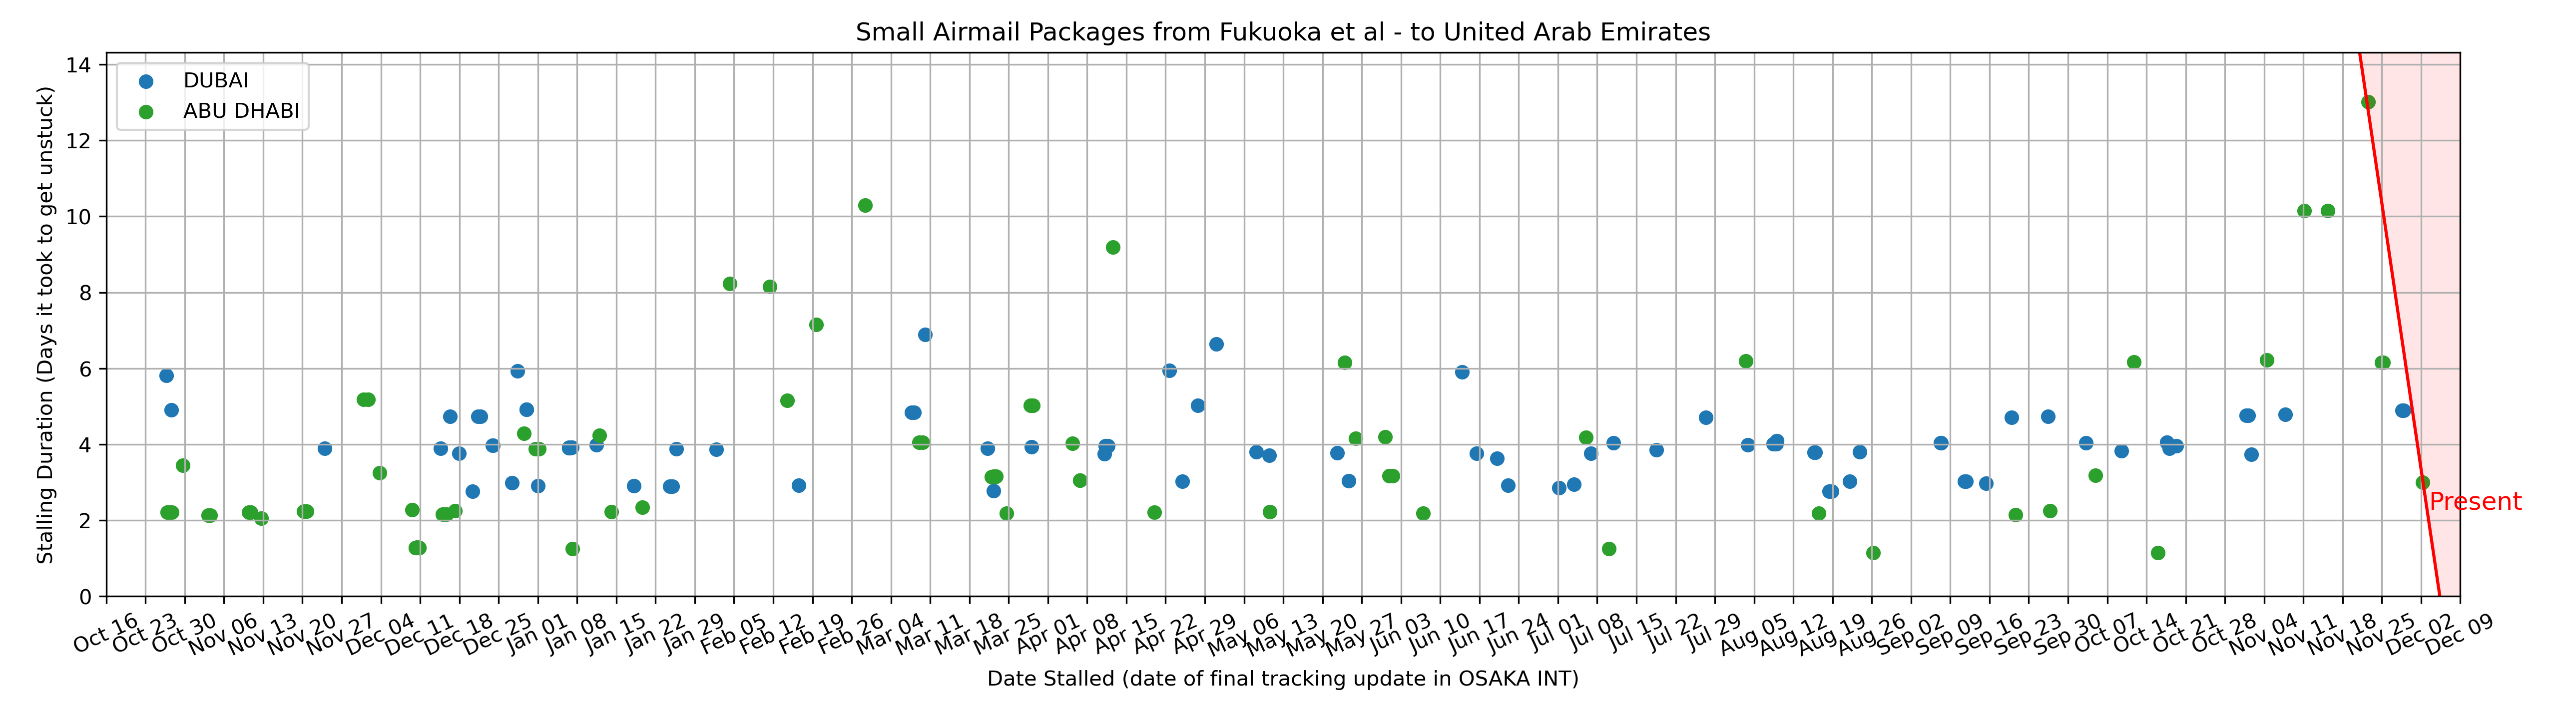 Small Airmail Packages from Fukuoka et al - to United Arab Emirates
DUBAI
ABU DHABI
Stalling Duration (Days it took to get unstuck)
14
12
10
8
6
4
2
0
Present
Oct 16
Oct 23
Oct 30
Nov 06
Nov 13
Nov 20
Nov 27
Dec 04
Dec 11
Dec 18
Dec 25
Jan 01
Jan 08
Jan 15
Jan 22
Jan 29
Feb 05
Feb 12
Feb 19
Feb 26
Mar 04
Mar 11
Mar 18
Mar 25
Apr 01
Apr 08
Apr 15
Apr 22
Apr 29
May 06
May 13
May 20
May 27
Jun 03
Jun 10
Jun 17
Jun 24
Jul 01
Jul 08
Jul 15
Jul 22
Jul 29
Aug 05
Aug 12
Aug 19
Aug 26
Sep 02
Sep 09
Sep 16
Sep 23
Sep 30
Oct 07
Oct 14
Oct 21
Oct 28
Nov 04
Nov 11
Nov 18
Nov 25
Dec 02
Dec 09
Date Stalled (date of final tracking update in OSAKA INT)